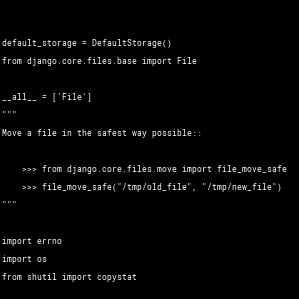 default_storage = DefaultStorage()
from django.core.files.base import File
__all__ = ['File']
"""
Move a file in the safest way possible::
>>> from django.core.files.move import file_move_safe
>>> file_move_safe("/tmp/old_file", "/tmp/new_file")
"""
import errno
import os
from shutil import copystat